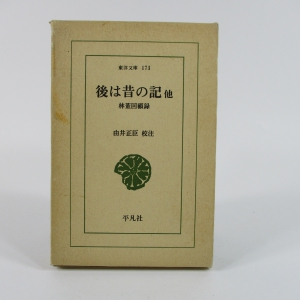 東洋文庫 173
後は昔の記 他
林董回顧録
由井正臣 校注
平凡社